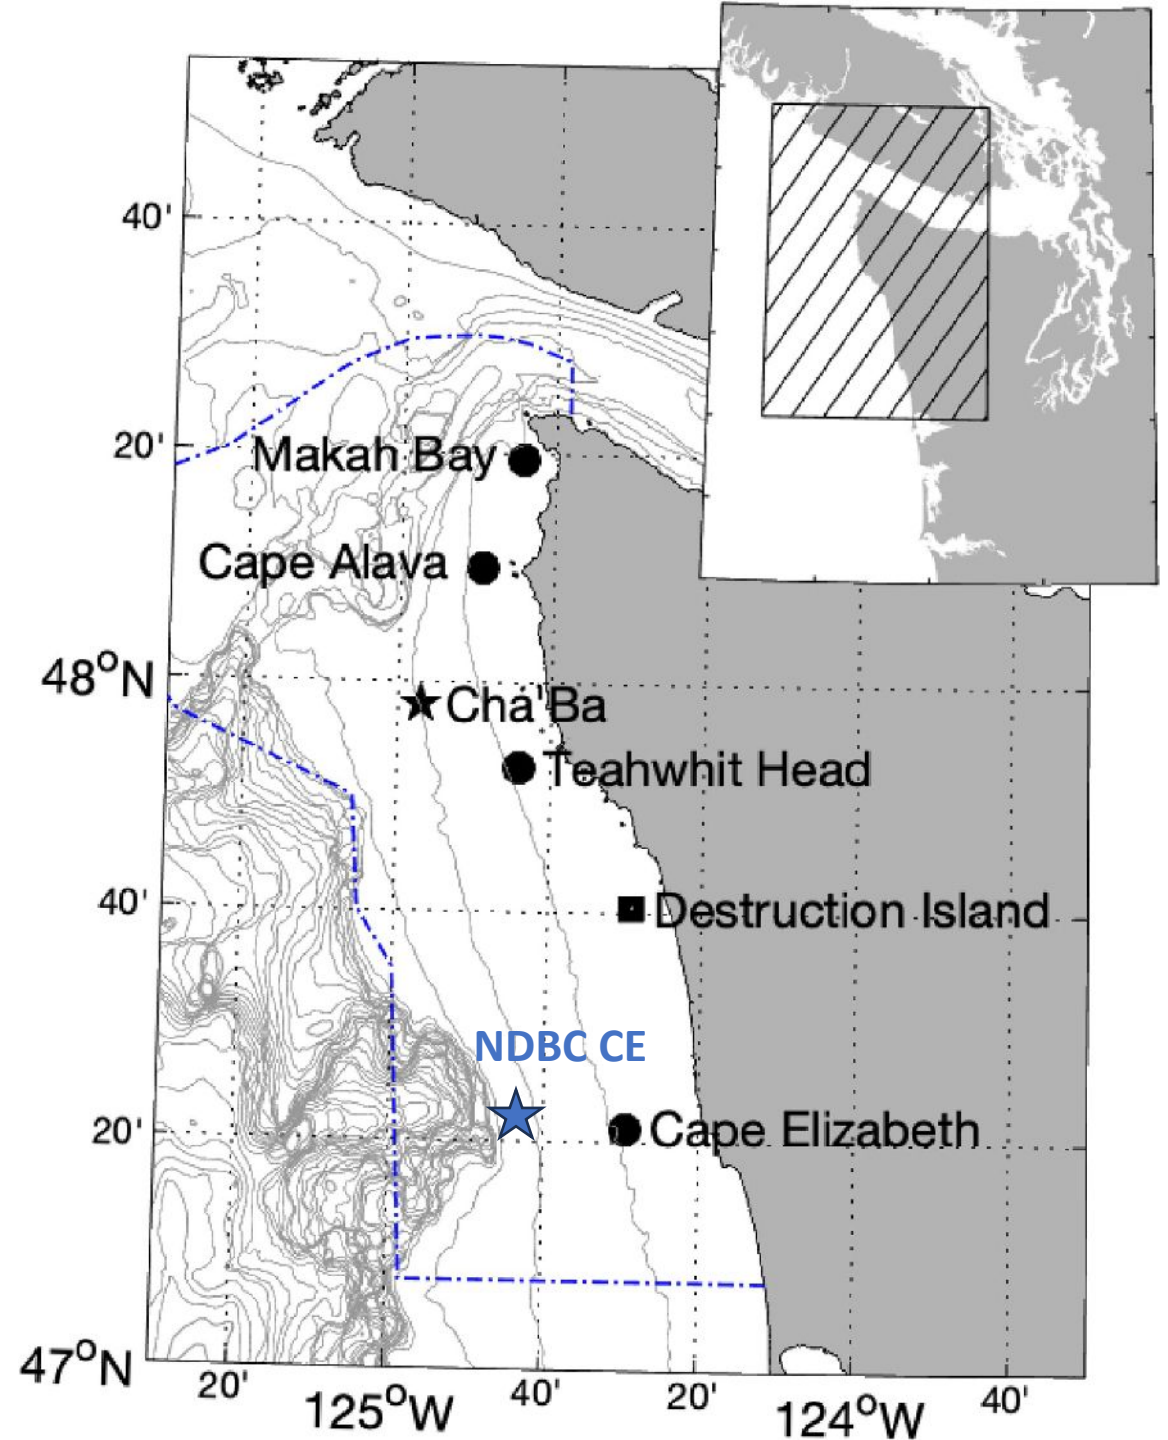 40'
20'
Makah Bay
Cape Alava
48°N
Cha'Ba
Teahwhit Head
40'
Destruction Island
NDBC CE
20'
Cape Elizabeth
47°N
20'
125°W
40'
20'
124°W
40'